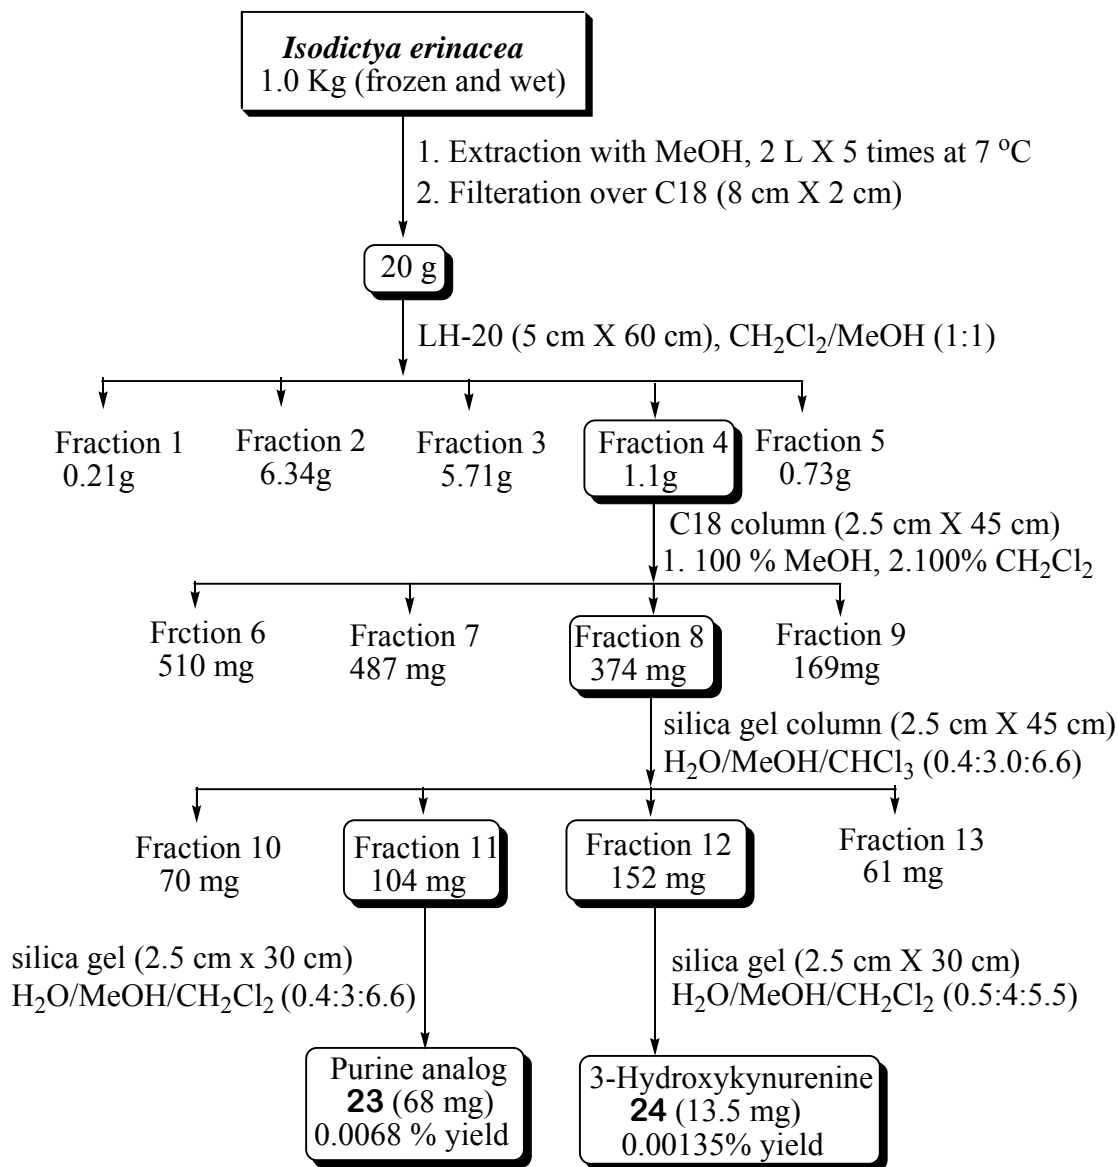 Isodictya erinacea
1.0 Kg (frozen and wet)
1. Extraction with MeOH, 2 L X 5 times at 7 °C
2. Filteration over C18 (8 cm X 2 cm)
20 g
LH-20 (5 cm X 60 cm), CH₂Cl₂/MeOH (1:1)
Fraction 1
0.21g
Fraction 2
6.34g
Fraction 3
5.71g
Fraction 4
1.1g
Fraction 5
0.73g
C18 column (2.5 cm X 45 cm)
1. 100 % MeOH, 2.100% CH₂Cl₂
Frction 6
510 mg
Fraction 7
487 mg
Fraction 8
374 mg
Fraction 9
169mg
silica gel column (2.5 cm X 45 cm)
H₂O/MeOH/CHCl₃ (0.4:3.0:6.6)
Fraction 10
70 mg
Fraction 11
104 mg
Fraction 12
152 mg
Fraction 13
61 mg
silica gel (2.5 cm x 30 cm)
H₂O/MeOH/CH₂Cl₂ (0.4:3:6.6)
silica gel (2.5 cm X 30 cm)
H₂O/MeOH/CH₂Cl₂ (0.5:4:5.5)
Purine analog
23 (68 mg)
0.0068 % yield
3-Hydroxykynurenine
24 (13.5 mg)
0.00135% yield